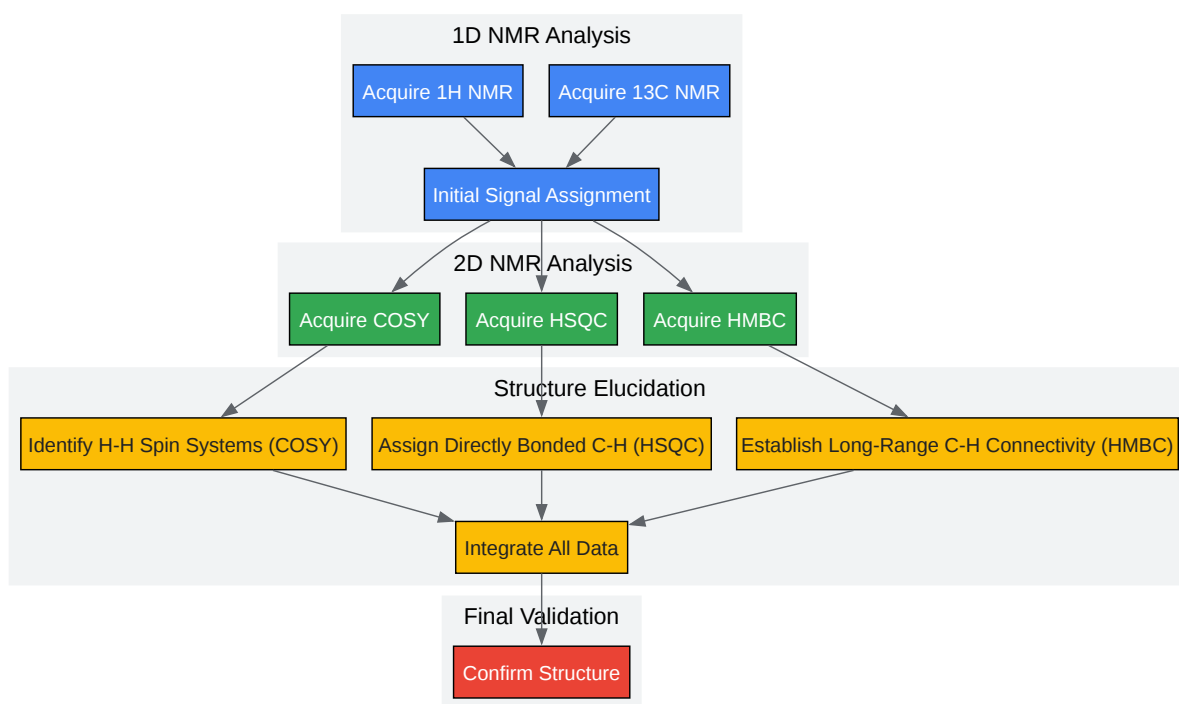 1D NMR Analysis
Acquire 1H NMR
Acquire 13C NMR
Initial Signal Assignment
2D NMR Analysis
Acquire COSY
Acquire HSQC
Acquire HMBC
Structure Elucidation
Identify H-H Spin Systems (COSY)
Assign Directly Bonded C-H (HSQC)
Establish Long-Range C-H Connectivity (HMBC)
Integrate All Data
Final Validation
Confirm Structure